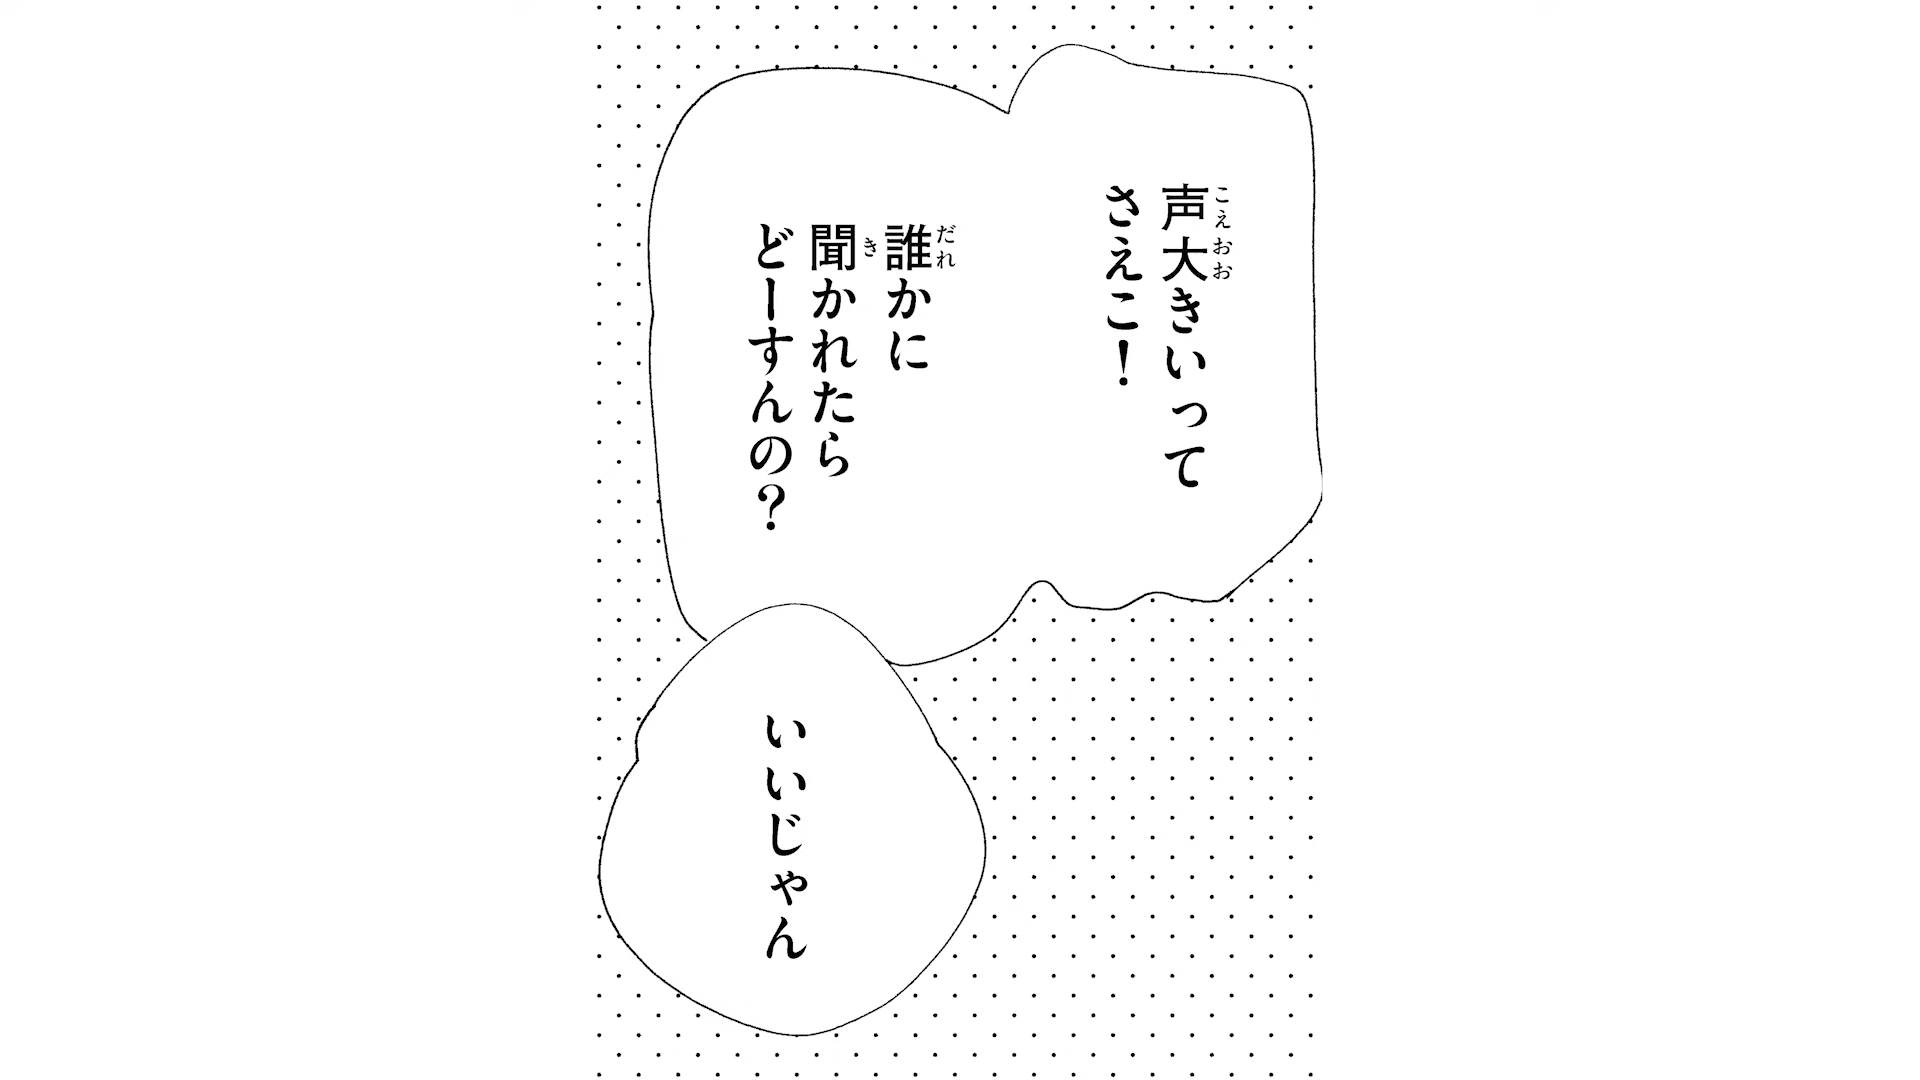 声大きいって
さえこ！
誰かに
聞かれたら
どーすんの？
いいじゃん